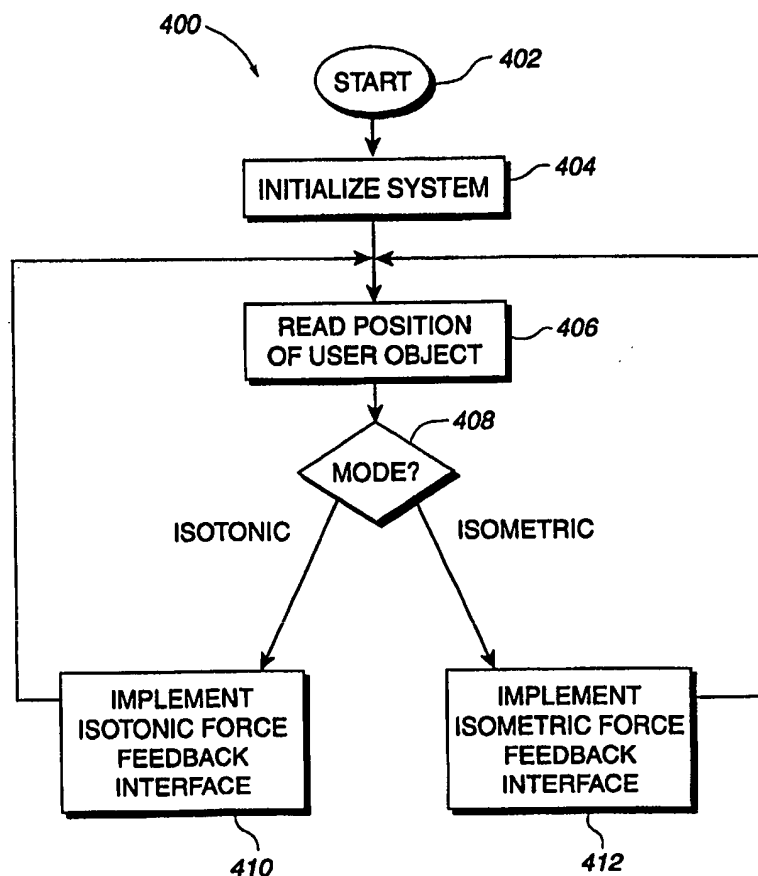 400
START
402
INITIALIZE SYSTEM
404
READ POSITION
OF USER OBJECT
406
408
MODE?
ISOTONIC
ISOMETRIC
IMPLEMENT
ISOTONIC FORCE
FEEDBACK
INTERFACE
IMPLEMENT
ISOMETRIC FORCE
FEEDBACK
INTERFACE
410
412